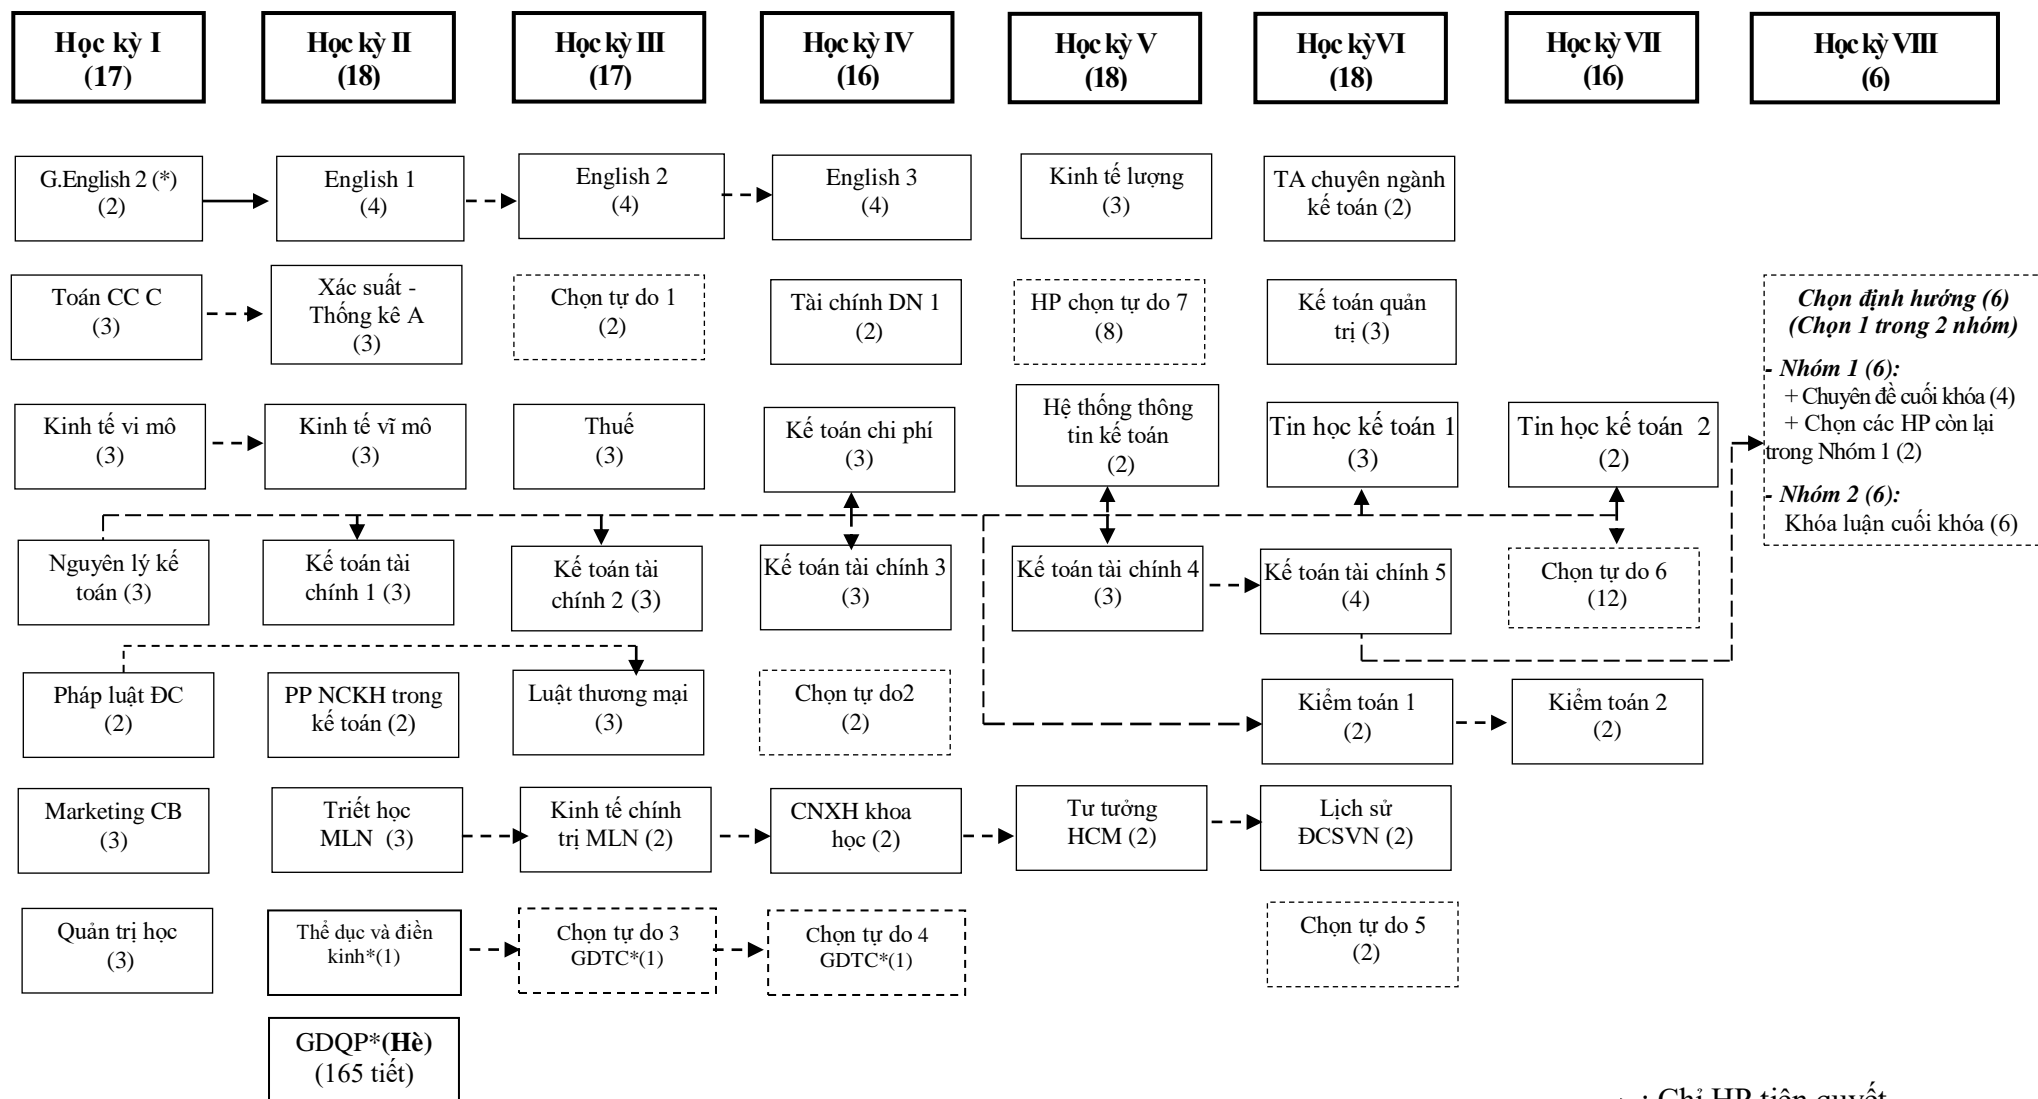 Học kỳ I
(17)
Học kỳ II
(18)
Học kỳ III
(17)
Học kỳ IV
(16)
Học kỳ V
(18)
Học kỳVI
(18)
Học kỳ VII
(16)
Học kỳ VIII
(6)
G.English 2 (*)
(2)
English 1
(4)
English 2
(4)
English 3
(4)
Kinh tế lượng
(3)
TA chuyên ngành
kế toán (2)
Toán CC C
(3)
Xác suất -
Thống kê A
(3)
Chọn tự do 1
(2)
Tài chính DN 1
(2)
HP chọn tự do 7
(8)
Kế toán quản
trị (3)
Chọn định hướng (6)
(Chọn 1 trong 2 nhóm)
- Nhóm 1 (6):
+ Chuyên đề cuối khóa (4)
+ Chọn các HP còn lại
trong Nhóm 1 (2)
- Nhóm 2 (6):
Khóa luận cuối khóa (6)
Kinh tế vi mô
(3)
Kinh tế vĩ mô
(3)
Thuế
(3)
Kế toán chi phí
(3)
Hệ thống thông
tin kế toán
(2)
Tin học kế toán 1
(3)
Tin học kế toán 2
(2)
Nguyên lý kế
toán (3)
Kế toán tài
chính 1 (3)
Kế toán tài
chính 2 (3)
Kế toán tài chính 3
(3)
Kế toán tài chính 4
(3)
Kế toán tài chính 5
(4)
Chọn tự do 6
(12)
Pháp luật ĐC
(2)
PP NCKH trong
kế toán (2)
Luật thương mại
(3)
Chọn tự do2
(2)
Kiểm toán 1
(2)
Kiểm toán 2
(2)
Marketing CB
(3)
Triết học
MLN (3)
Kinh tế chính
trị MLN (2)
CNXH khoa
học (2)
Tư tưởng
HCM (2)
Lịch sử
ĐCSVN (2)
Quản trị học
(3)
Thể dục và điền
kinh*(1)
Chọn tự do 3
GDTC*(1)
Chọn tự do 4
GDTC*(1)
Chọn tự do 5
(2)
GDQP*(Hè)
(165 tiết)
: Chỉ HP tiên quyết